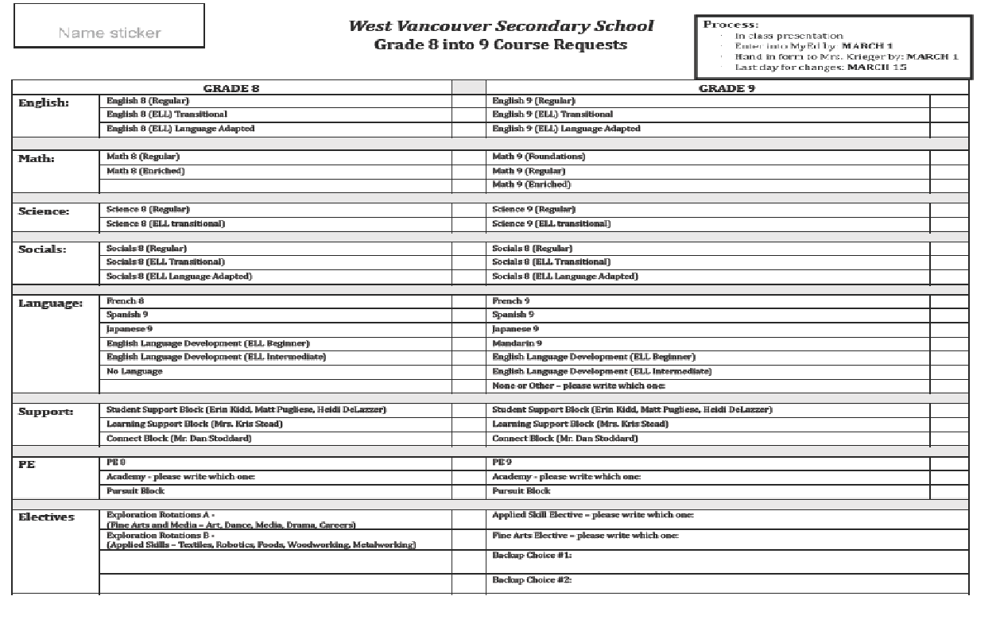 Name sticker
West Vancouver Secondary School
Grade 8 into 9 Course Requests
Process:
· In class presentation
· Enter into MyEd by: MARCH 1
· Hand in form to Mrs. Krieger by: MARCH 1
· Last day for changes: MARCH 15
GRADE 8 GRADE 9
English: English 8 (Regular) English 9 (Regular)
English 8 (ELL) Transitional English 9 (ELL) Transitional
English 8 (ELL) Language Adapted English 9 (ELL) Language Adapted
Math: Math 8 (Regular) Math 9 (Foundations)
Math 8 (Enriched) Math 9 (Regular)
Math 9 (Enriched)
Science: Science 8 (Regular) Science 9 (Regular)
Science 8 (ELL transitional) Science 9 (ELL transitional)
Socials: Socials 8 (Regular) Socials 8 (Regular)
Socials 8 (ELL Transitional) Socials 8 (ELL Transitional)
Socials 8 (ELL Language Adapted) Socials 8 (ELL Language Adapted)
Language: French 8 French 9
Spanish 9 Spanish 9
Japanese 9 Japanese 9
English Language Development (ELL Beginner) Mandarin 9
English Language Development (ELL Intermediate) English Language Development (ELL Beginner)
No Language English Language Development (ELL Intermediate)
None or Other – please write which one:
Support: Student Support Block (Erin Kidd, Matt Pugliese, Heidi DeLazzer) Student Support Block (Erin Kidd, Matt Pugliese, Heidi DeLazzer)
Learning Support Block (Mrs. Kris Stead) Learning Support Block (Mrs. Kris Stead)
Connect Block (Mr. Dan Stoddard) Connect Block (Mr. Dan Stoddard)
PE PE 8 PE 9
Academy - please write which one: Academy - please write which one:
Pursuit Block Pursuit Block
Electives Exploration Rotations A - Applied Skill Elective – please write which one:
(Fine Arts and Media – Art, Dance, Media, Drama, Careers)
Exploration Rotations B - Fine Arts Elective – please write which one:
(Applied Skills – Textiles, Robotics, Foods, Woodworking, Metalworking)
Backup Choice #1:
Backup Choice #2: